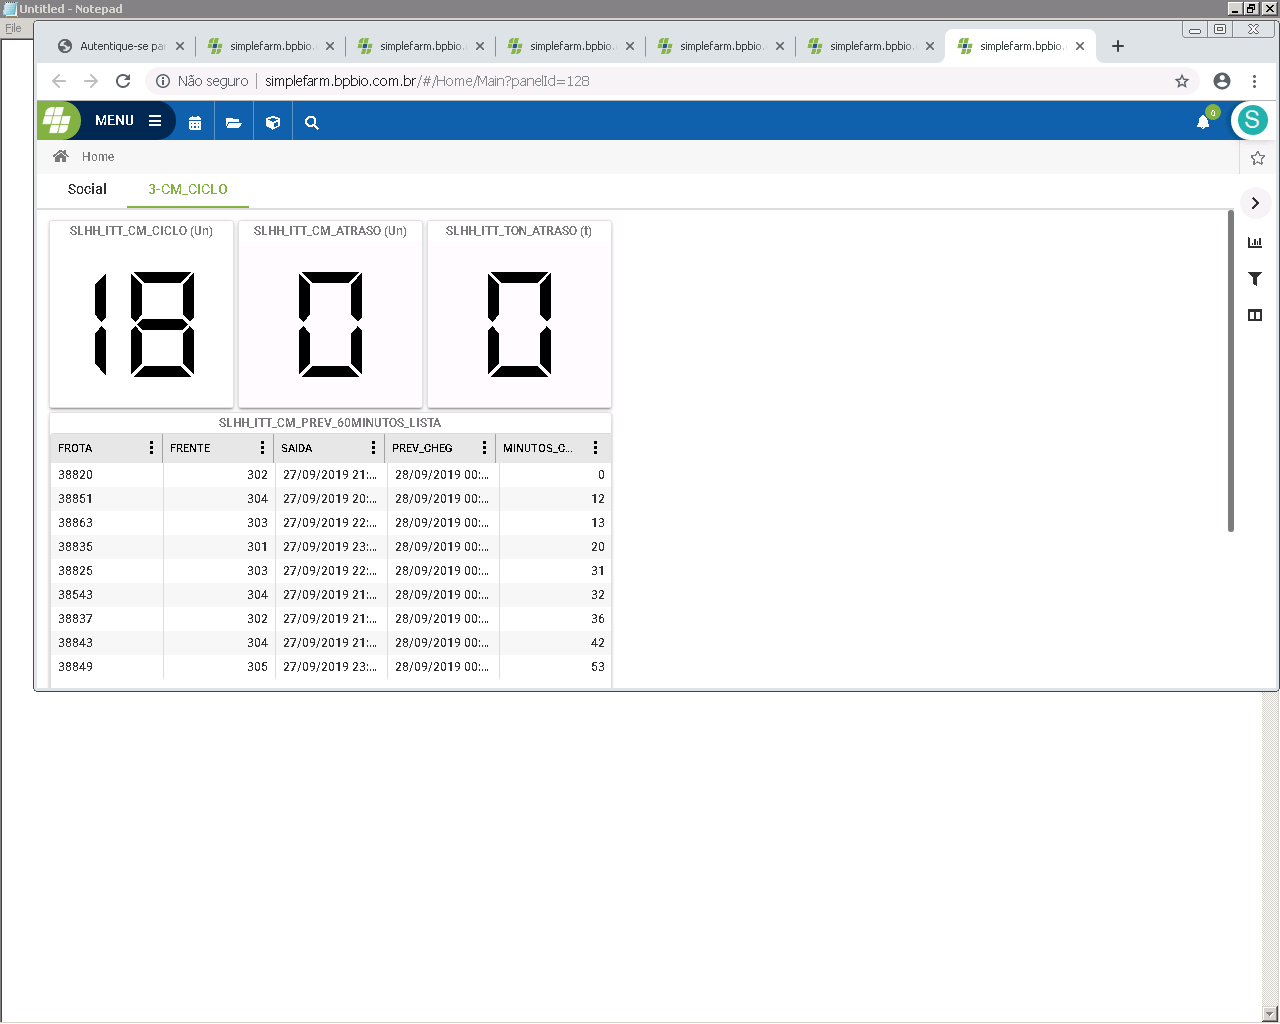 Untitled - Notepad
File
Autentique-se par
simplefarm.bpbio.
simplefarm.bpbio.
simplefarm.bpbio.
simplefarm.bpbio.
simplefarm.bpbio.
simplefarm.bpbio.
Não seguro | simplefarm.bpbio.com.br/#/Home/Main?panelId=128
MENU
S
Home
Social 3-CM_CICLO
SLHH_ITT_CM_CICLO (Un) SLHH_ITT_CM_ATRASO (Un) SLHH_ITT_TON_ATRASO (t)
18 0 0
SLHH_ITT_CM_PREV_60MINUTOS_LISTA
FROTA FRENTE SAIDA PREV_CHEG MINUTOS_C...
38820 302 27/09/2019 21:... 28/09/2019 00:... 0
38851 304 27/09/2019 20:... 28/09/2019 00:... 12
38863 303 27/09/2019 22:... 28/09/2019 00:... 13
38835 301 27/09/2019 23:... 28/09/2019 00:... 20
38825 303 27/09/2019 22:... 28/09/2019 00:... 31
38543 304 27/09/2019 21:... 28/09/2019 00:... 32
38837 302 27/09/2019 21:... 28/09/2019 00:... 36
38843 304 27/09/2019 21:... 28/09/2019 00:... 42
38849 305 27/09/2019 23:... 28/09/2019 00:... 53